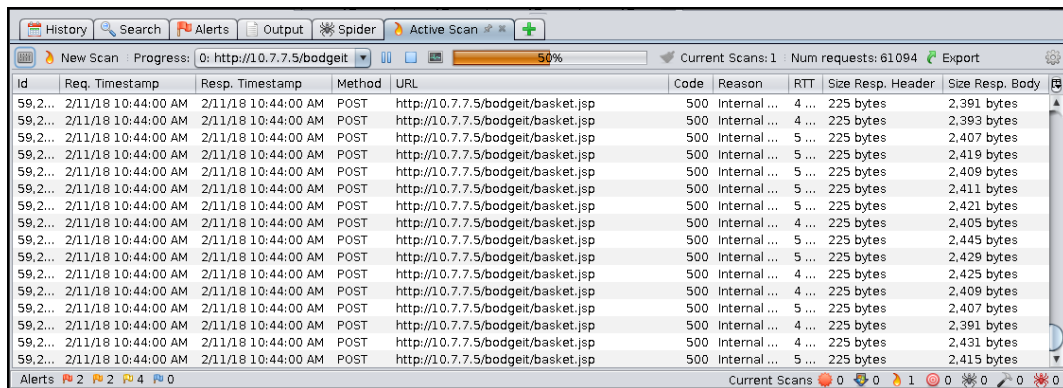 History Search Alerts Output Spider Active Scan
New Scan Progress: 0: http://10.7.7.5/bodgeit 50% Current Scans: 1 Num requests: 61094 Export
Id Req. Timestamp Resp. Timestamp Method URL Code Reason RTT Size Resp. Header Size Resp. Body
59,2... 2/11/18 10:44:00 AM 2/11/18 10:44:00 AM POST http://10.7.7.5/bodgeit/basket.jsp 500 Internal ... 4 ... 225 bytes 2,391 bytes
59,2... 2/11/18 10:44:00 AM 2/11/18 10:44:00 AM POST http://10.7.7.5/bodgeit/basket.jsp 500 Internal ... 4 ... 225 bytes 2,393 bytes
59,2... 2/11/18 10:44:00 AM 2/11/18 10:44:00 AM POST http://10.7.7.5/bodgeit/basket.jsp 500 Internal ... 5 ... 225 bytes 2,407 bytes
59,2... 2/11/18 10:44:00 AM 2/11/18 10:44:00 AM POST http://10.7.7.5/bodgeit/basket.jsp 500 Internal ... 5 ... 225 bytes 2,419 bytes
59,2... 2/11/18 10:44:00 AM 2/11/18 10:44:00 AM POST http://10.7.7.5/bodgeit/basket.jsp 500 Internal ... 5 ... 225 bytes 2,409 bytes
59,2... 2/11/18 10:44:00 AM 2/11/18 10:44:00 AM POST http://10.7.7.5/bodgeit/basket.jsp 500 Internal ... 5 ... 225 bytes 2,411 bytes
59,2... 2/11/18 10:44:00 AM 2/11/18 10:44:00 AM POST http://10.7.7.5/bodgeit/basket.jsp 500 Internal ... 5 ... 225 bytes 2,421 bytes
59,2... 2/11/18 10:44:00 AM 2/11/18 10:44:00 AM POST http://10.7.7.5/bodgeit/basket.jsp 500 Internal ... 4 ... 225 bytes 2,405 bytes
59,2... 2/11/18 10:44:00 AM 2/11/18 10:44:00 AM POST http://10.7.7.5/bodgeit/basket.jsp 500 Internal ... 5 ... 225 bytes 2,445 bytes
59,2... 2/11/18 10:44:00 AM 2/11/18 10:44:00 AM POST http://10.7.7.5/bodgeit/basket.jsp 500 Internal ... 5 ... 225 bytes 2,429 bytes
59,2... 2/11/18 10:44:00 AM 2/11/18 10:44:00 AM POST http://10.7.7.5/bodgeit/basket.jsp 500 Internal ... 4 ... 225 bytes 2,425 bytes
59,2... 2/11/18 10:44:00 AM 2/11/18 10:44:00 AM POST http://10.7.7.5/bodgeit/basket.jsp 500 Internal ... 4 ... 225 bytes 2,409 bytes
59,2... 2/11/18 10:44:00 AM 2/11/18 10:44:00 AM POST http://10.7.7.5/bodgeit/basket.jsp 500 Internal ... 5 ... 225 bytes 2,407 bytes
59,2... 2/11/18 10:44:00 AM 2/11/18 10:44:00 AM POST http://10.7.7.5/bodgeit/basket.jsp 500 Internal ... 4 ... 225 bytes 2,391 bytes
59,2... 2/11/18 10:44:00 AM 2/11/18 10:44:00 AM POST http://10.7.7.5/bodgeit/basket.jsp 500 Internal ... 4 ... 225 bytes 2,431 bytes
59,2... 2/11/18 10:44:00 AM 2/11/18 10:44:00 AM POST http://10.7.7.5/bodgeit/basket.jsp 500 Internal ... 5 ... 225 bytes 2,415 bytes
Alerts 2 2 4 0 Current Scans 0 0 1 0 0 0 0